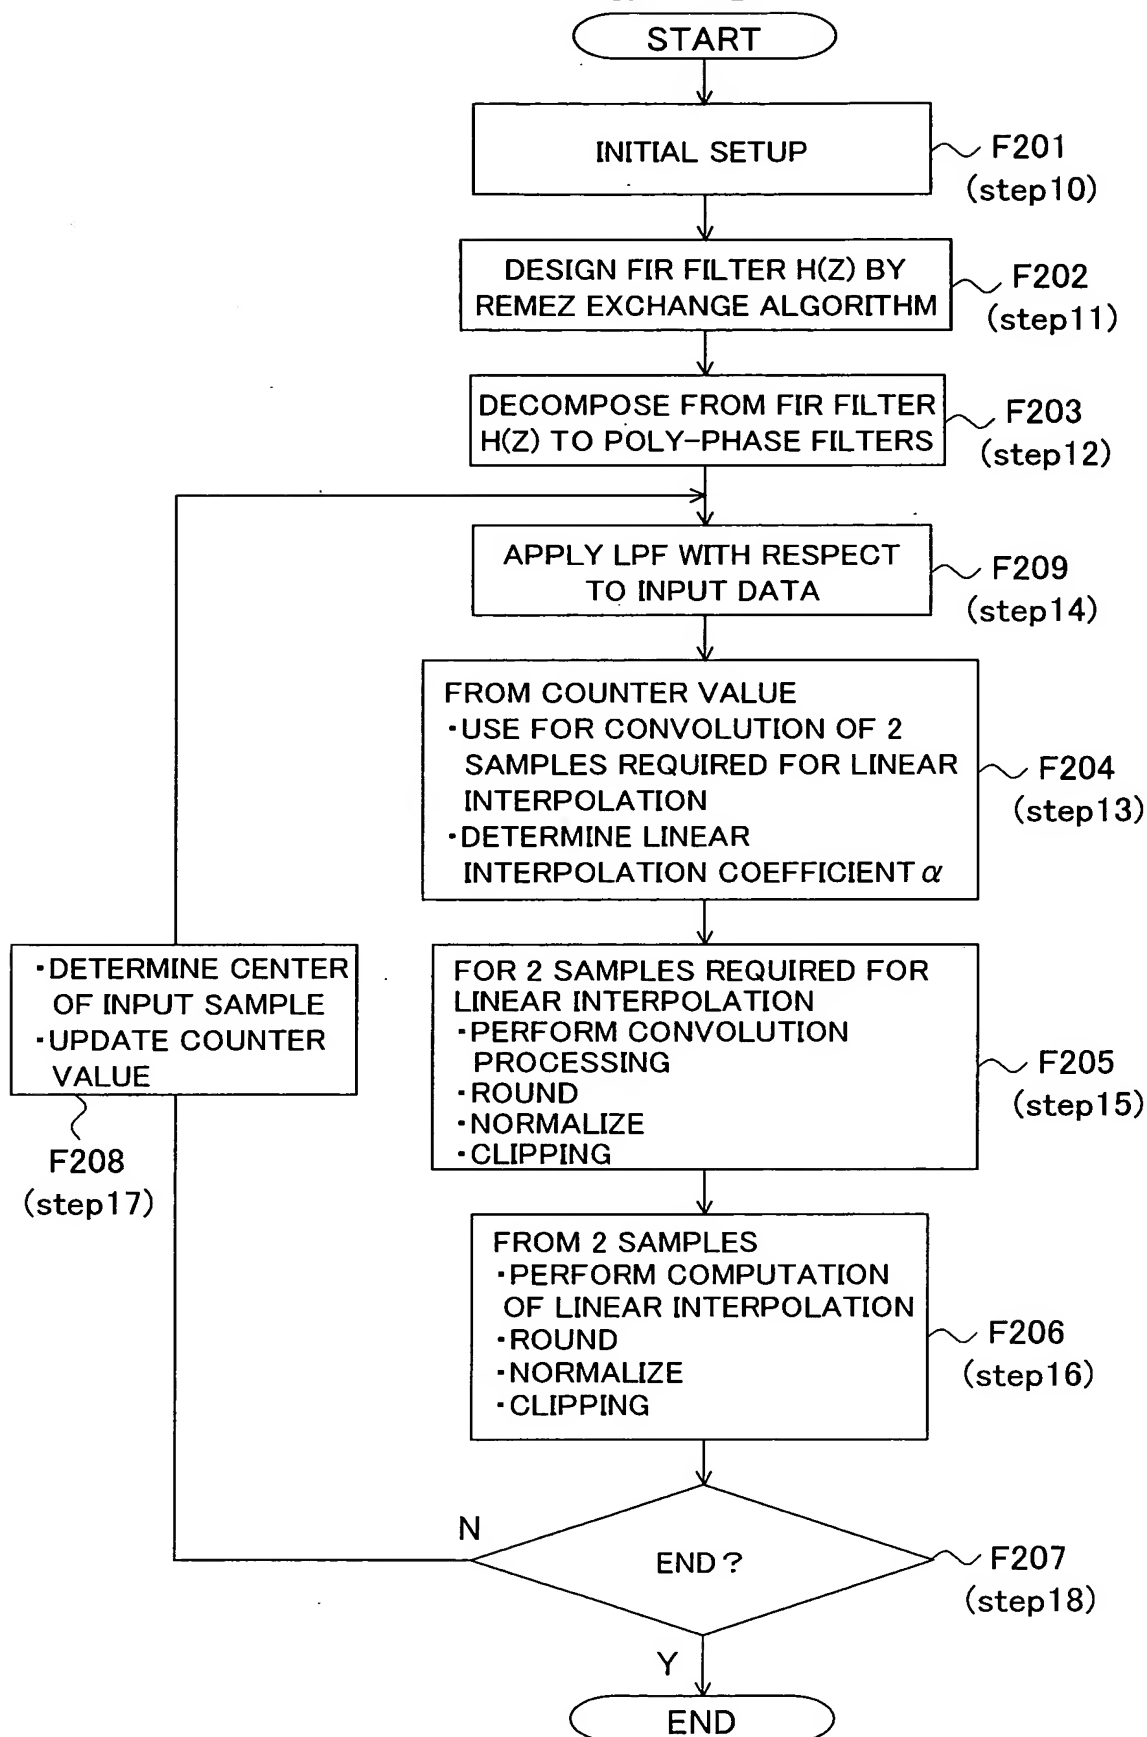 START
INITIAL SETUP
F201
(step10)
DESIGN FIR FILTER H(Z) BY
REMEZ EXCHANGE ALGORITHM
F202
(step11)
DECOMPOSE FROM FIR FILTER
H(Z) TO POLY-PHASE FILTERS
F203
(step12)
APPLY LPF WITH RESPECT
TO INPUT DATA
F209
(step14)
FROM COUNTER VALUE
・USE FOR CONVOLUTION OF 2
SAMPLES REQUIRED FOR LINEAR
INTERPOLATION
・DETERMINE LINEAR
INTERPOLATION COEFFICIENT α
F204
(step13)
・DETERMINE CENTER
OF INPUT SAMPLE
・UPDATE COUNTER
VALUE
F208
(step17)
FOR 2 SAMPLES REQUIRED FOR
LINEAR INTERPOLATION
・PERFORM CONVOLUTION
PROCESSING
・ROUND
・NORMALIZE
・CLIPPING
F205
(step15)
FROM 2 SAMPLES
・PERFORM COMPUTATION
OF LINEAR INTERPOLATION
・ROUND
・NORMALIZE
・CLIPPING
F206
(step16)
N
END?
F207
(step18)
Y
END